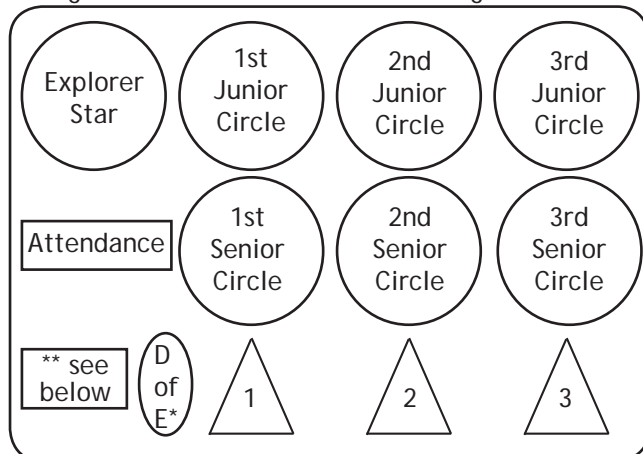 Explorer
Star
1st
Junior
Circle
2nd
Junior
Circle
3rd
Junior
Circle
Attendance
1st
Senior
Circle
2nd
Senior
Circle
3rd
Senior
Circle
** see
below
D
of
E*
1
2
3